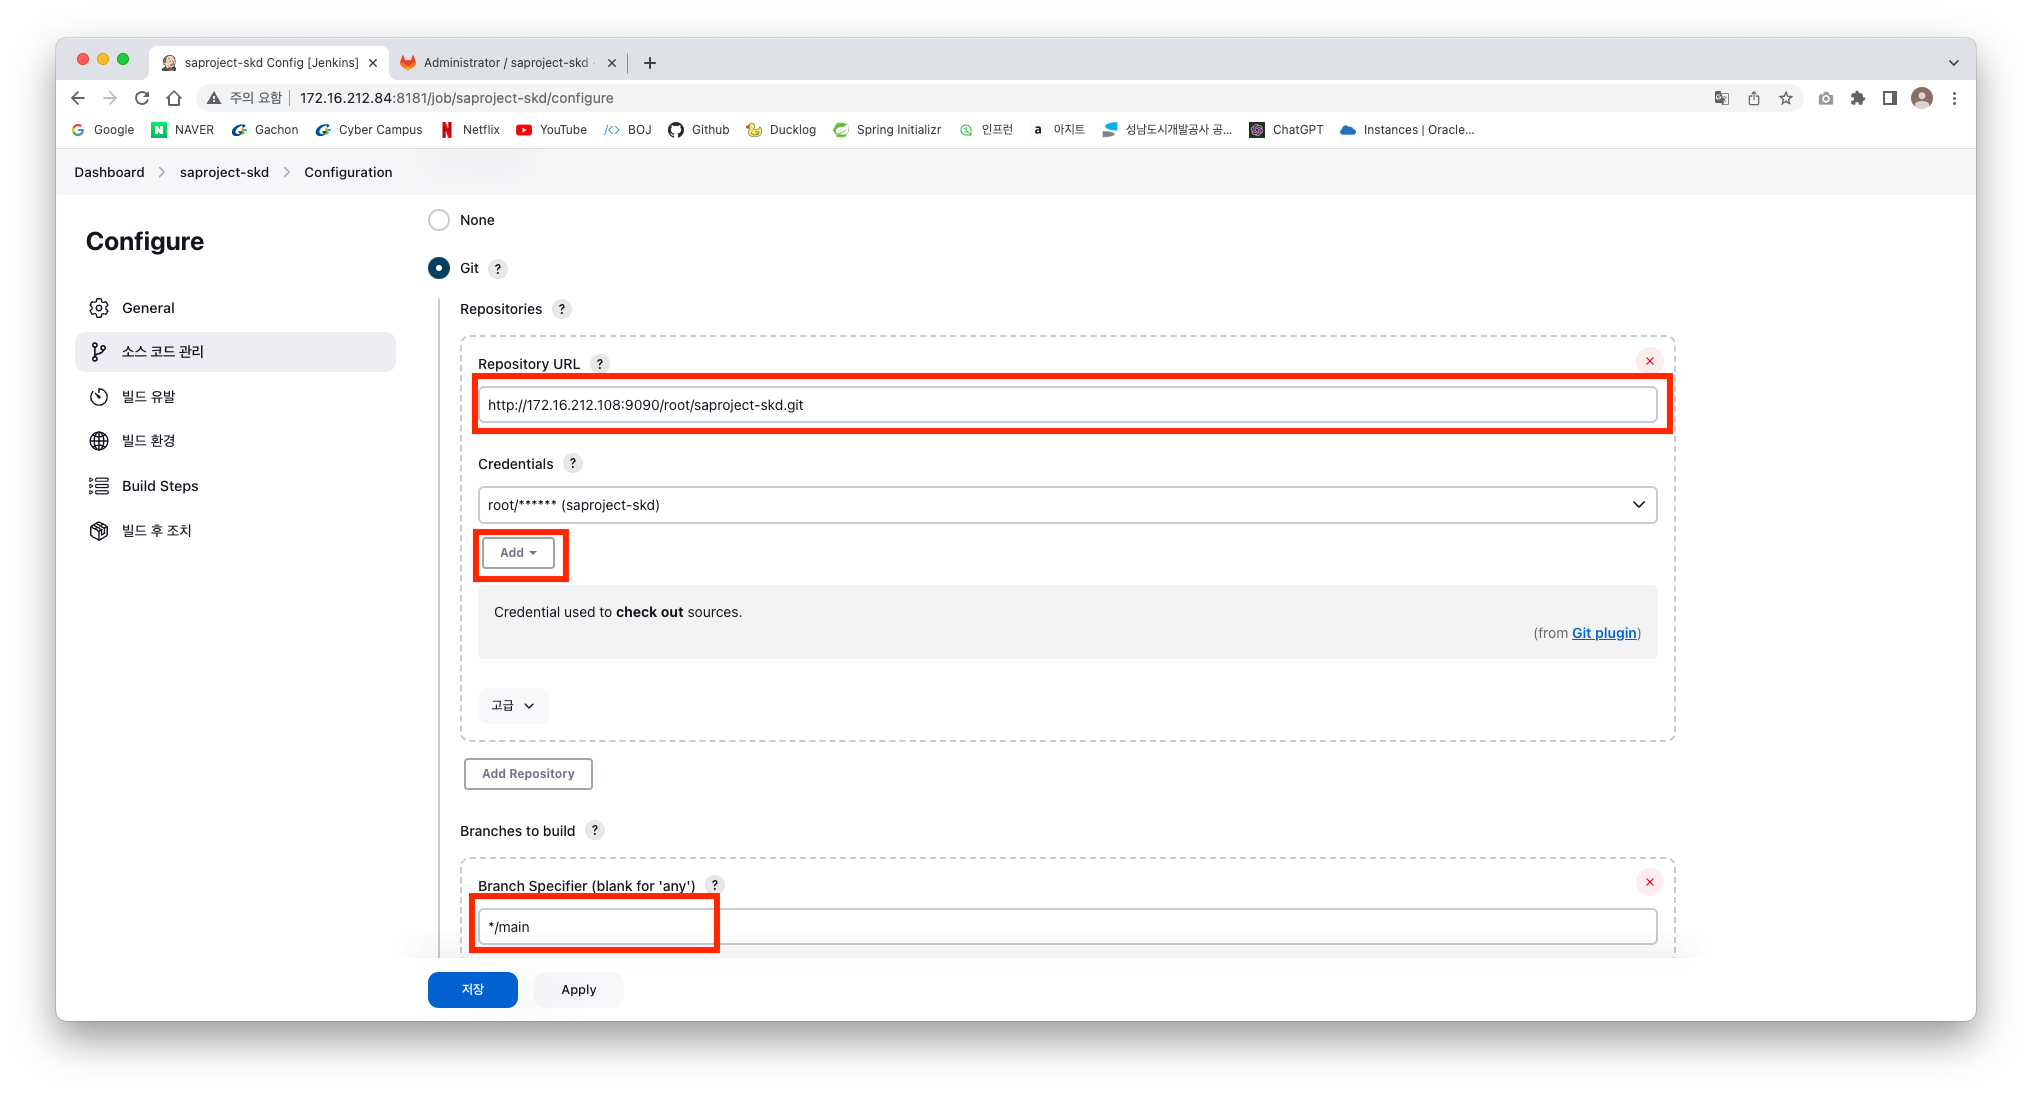 saproject-skd Config [Jenkins]
Administrator / saproject-skd ·
주의 요함
172.16.212.84:8181/job/saproject-skd/configure
Google
NAVER
Gachon
Cyber Campus
Netflix
YouTube
BOJ
Github
Ducklog
Spring Initializr
인프런
아지트
성남도시개발공사 공...
ChatGPT
Instances | Oracle...
Dashboard > saproject-skd > Configuration
Configure
General
소스 코드 관리
빌드 유발
빌드 환경
Build Steps
빌드 후 조치
None
Git ?
Repositories ?
Repository URL ?
http://172.16.212.108:9090/root/saproject-skd.git
Credentials ?
root/****** (saproject-skd)
Add
Credential used to check out sources.
(from Git plugin)
고급
Add Repository
Branches to build ?
Branch Specifier (blank for 'any') ?
*/main
저장
Apply